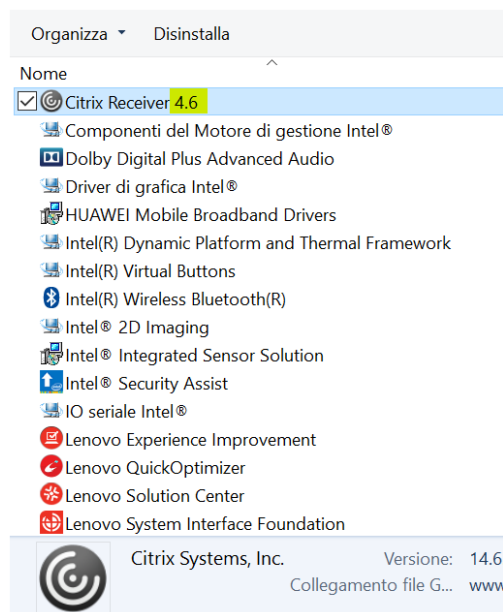 Organizza Disinstalla
Nome
Citrix Receiver 4.6
Componenti del Motore di gestione Intel®
Dolby Digital Plus Advanced Audio
Driver di grafica Intel®
HUAWEI Mobile Broadband Drivers
Intel(R) Dynamic Platform and Thermal Framework
Intel(R) Virtual Buttons
Intel(R) Wireless Bluetooth(R)
Intel® 2D Imaging
Intel® Integrated Sensor Solution
Intel® Security Assist
IO seriale Intel®
Lenovo Experience Improvement
Lenovo QuickOptimizer
Lenovo Solution Center
Lenovo System Interface Foundation
Citrix Systems, Inc. Versione: 14.6
Collegamento file G... www